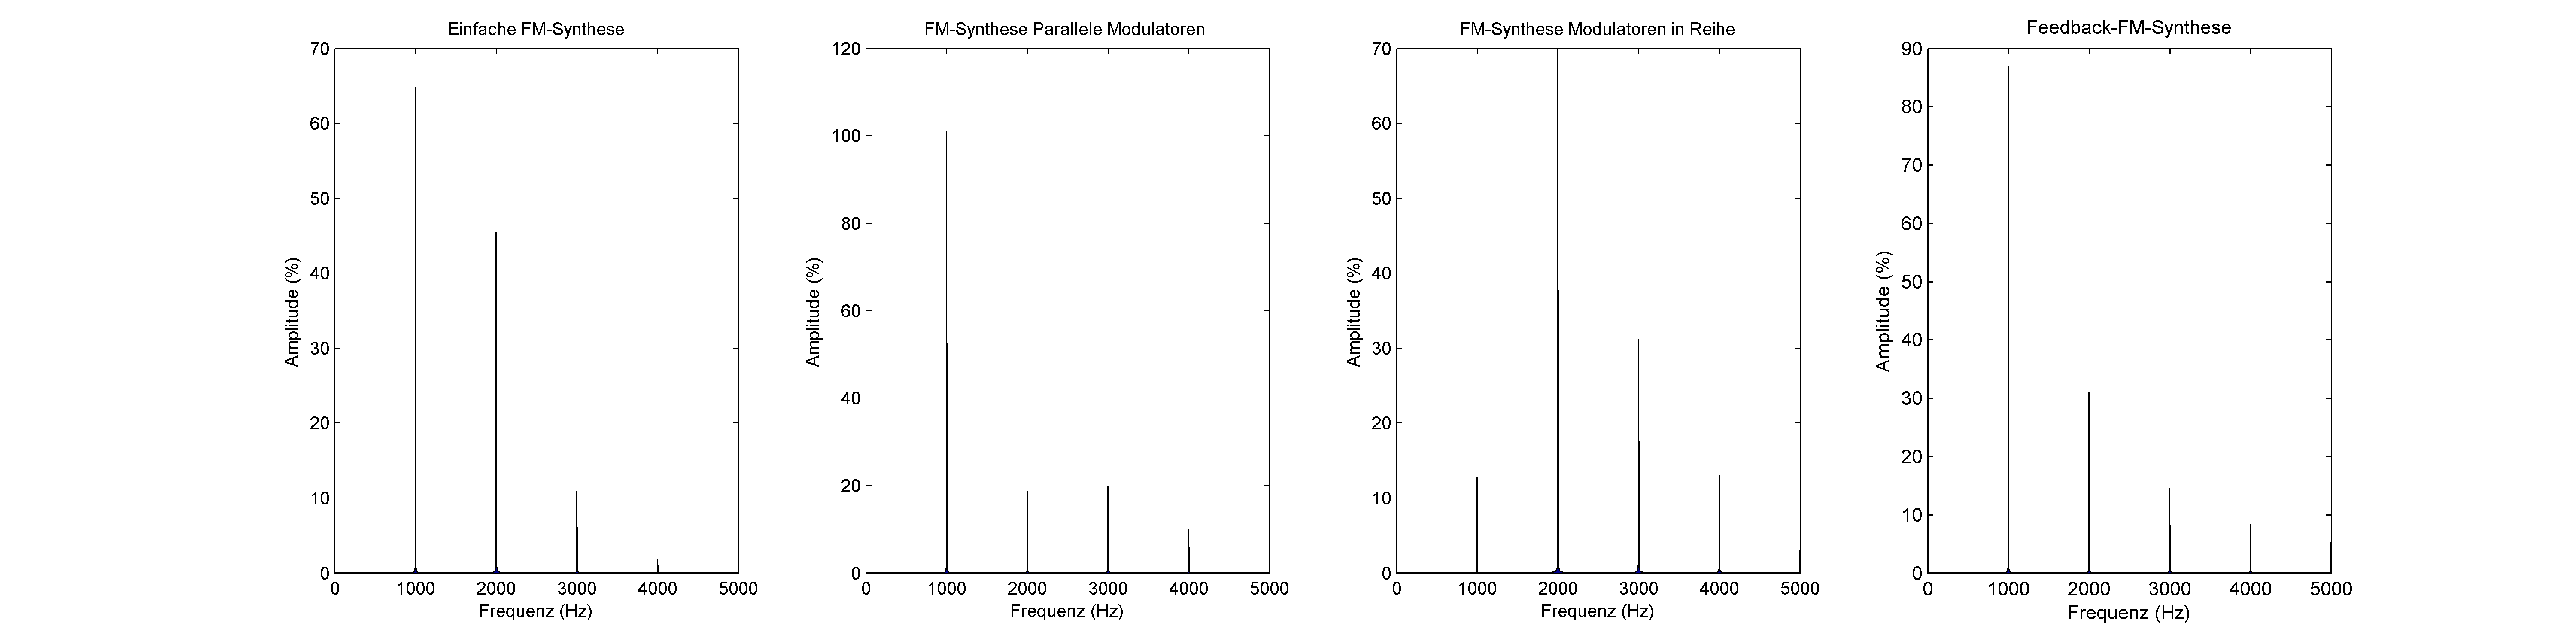 Einfache FM-Synthese
70
60
50
40
30
20
10
0
0 1000 2000 3000 4000 5000
Frequenz (Hz)
Amplitude (%)
FM-Synthese Parallele Modulatoren
120
100
80
60
40
20
0
0 1000 2000 3000 4000 5000
Frequenz (Hz)
Amplitude (%)
FM-Synthese Modulatoren in Reihe
70
60
50
40
30
20
10
0
0 1000 2000 3000 4000 5000
Frequenz (Hz)
Amplitude (%)
Feedback-FM-Synthese
90
80
70
60
50
40
30
20
10
0
0 1000 2000 3000 4000 5000
Frequenz (Hz)
Amplitude (%)